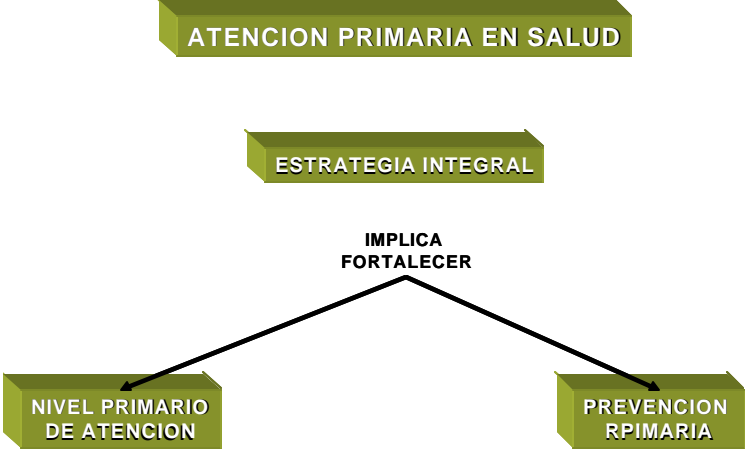 ATENCION PRIMARIA EN SALUD
ESTRATEGIA INTEGRAL
IMPLICA
FORTALECER
NIVEL PRIMARIO
DE ATENCION
PREVENCION
RPIMARIA